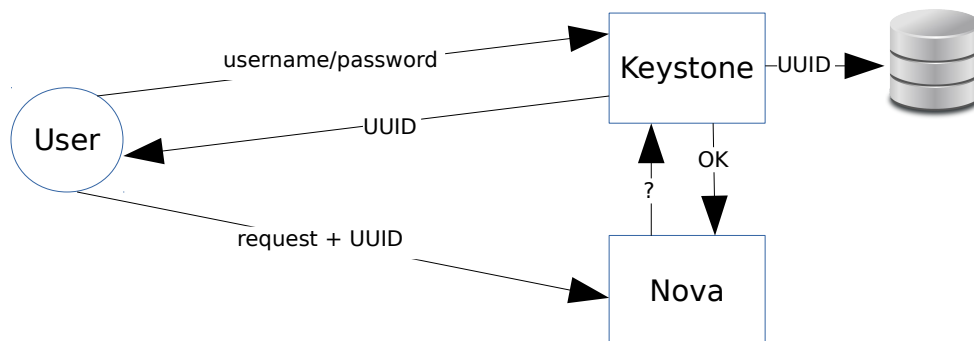 username/password
Keystone
UUID
UUID
User
OK
?
request + UUID
Nova